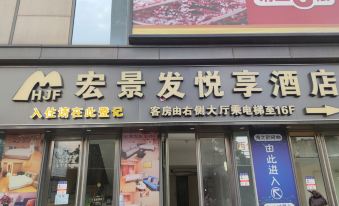 HJF
宏景发悦享酒店
入住请在此登记
客房由右侧大厅乘电梯至16F
由此进入